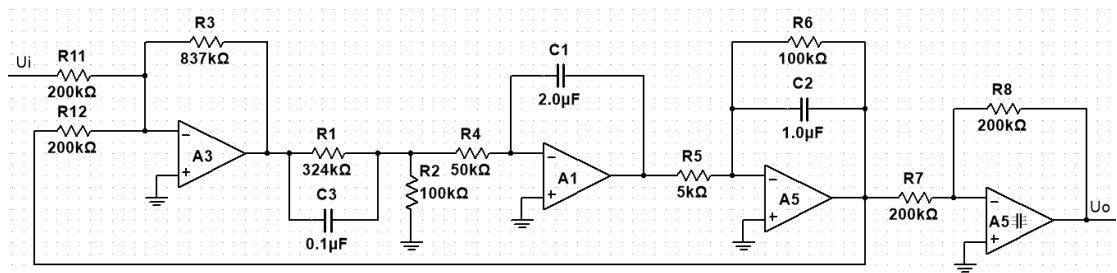 Ui
R11
200kΩ
R12
200kΩ
R3
837kΩ
A3
R1
324kΩ
C3
0.1μF
R2
100kΩ
R4
50kΩ
C1
2.0μF
A1
R5
5kΩ
R6
100kΩ
C2
1.0μF
A5
R7
200kΩ
R8
200kΩ
A5
Uo